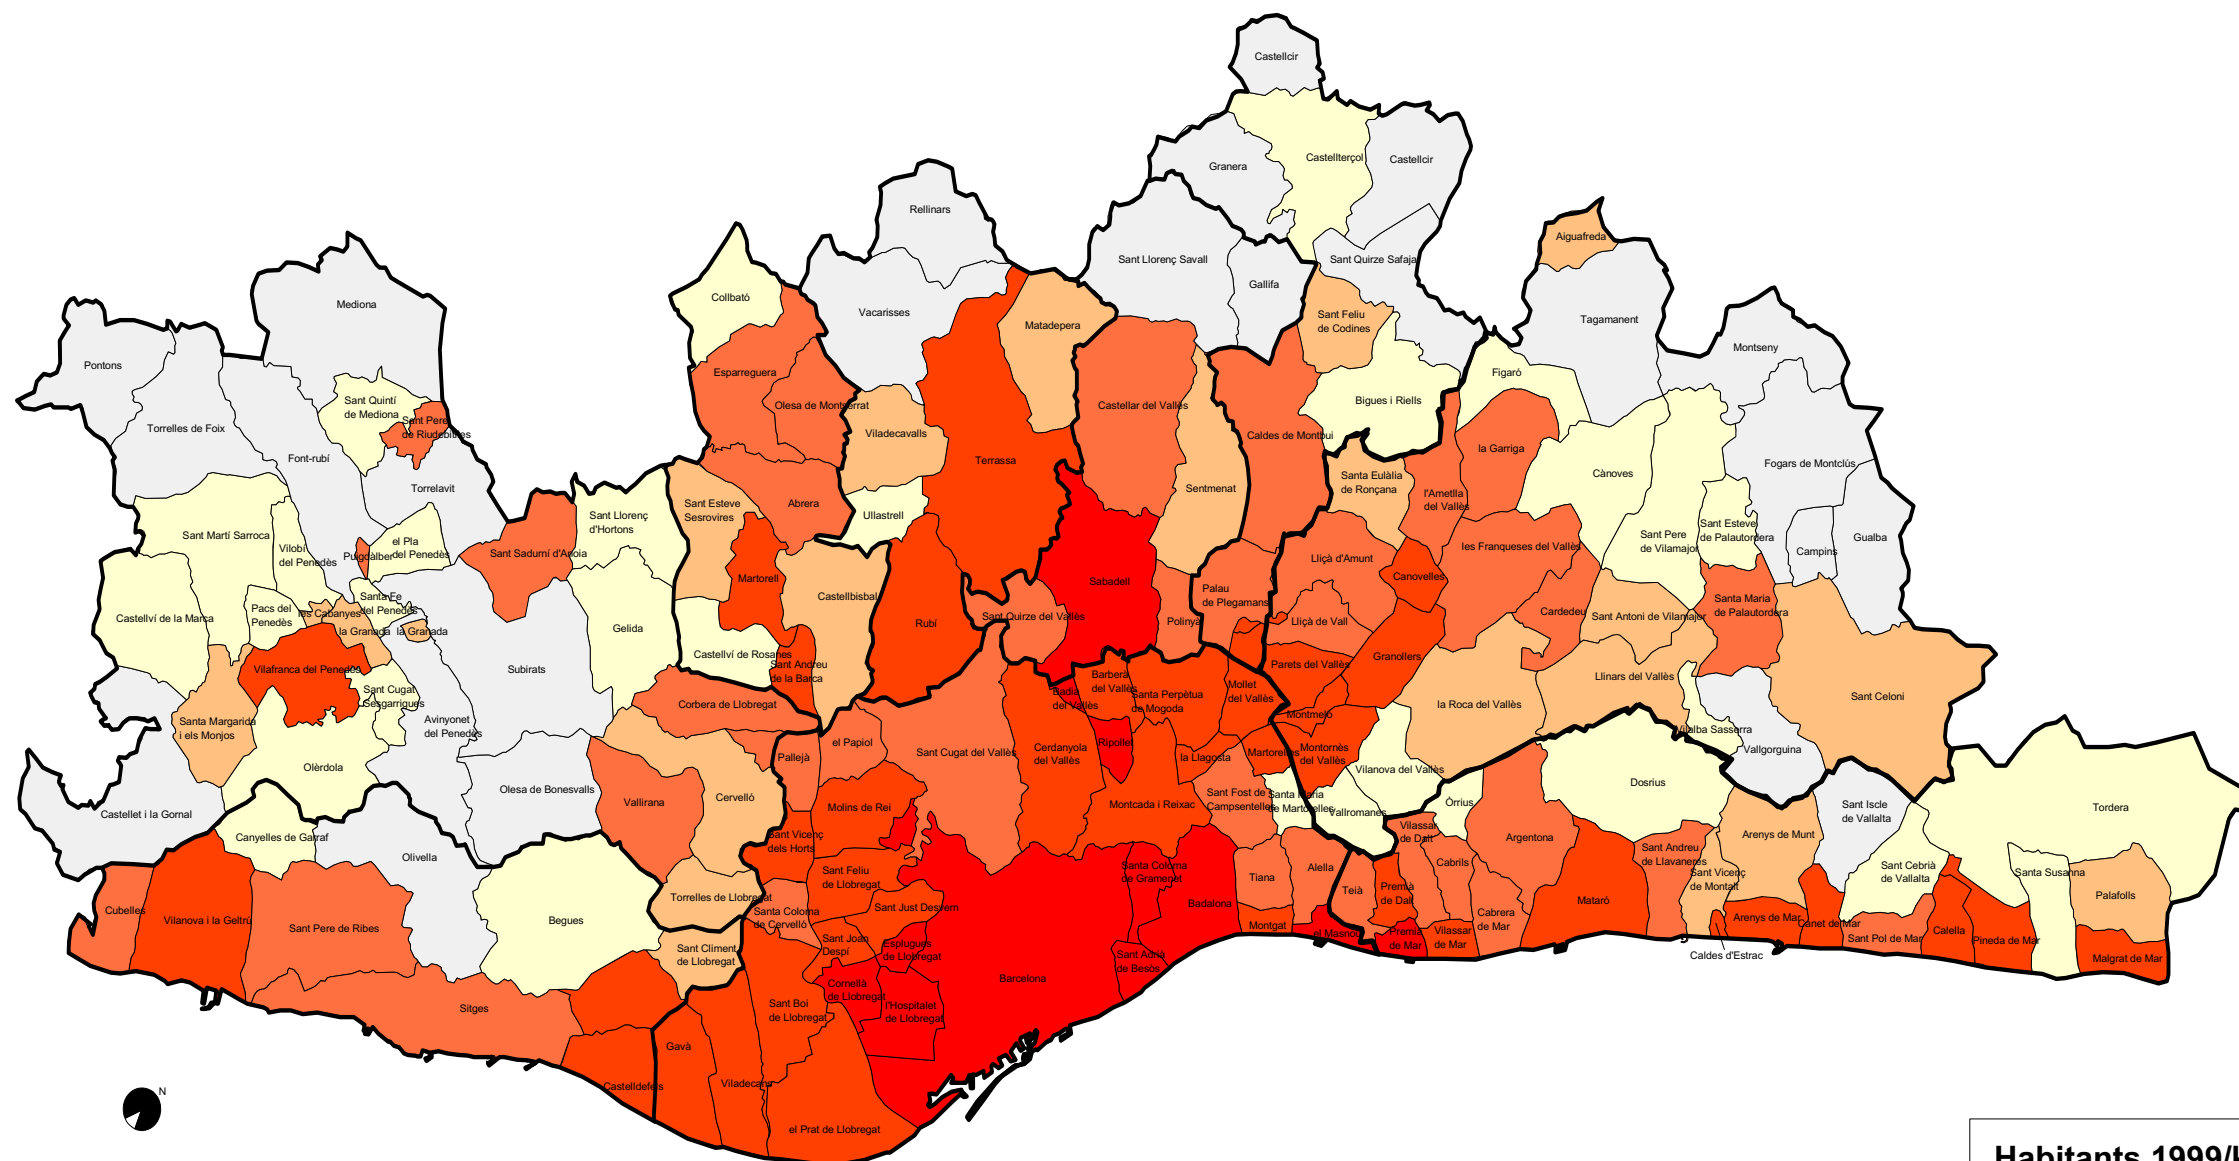 Castellcir
Castellterçol
Castellcir
Granera
Rellinars
Aiguafreda
Sant Llorenç Savall
Sant Quirze Safaja
Gallifa
Collbató
Mediona
Vacarisses
Matadepera
Sant Feliu
de Codines
Tagamanent
Montseny
Pontons
Esparreguera
Figaró
Sant Quintí
de Mediona
Olesa de Montserrat
Castellar del Vallès
Bigues i Riells
Sant Pere
de Riudebitlles
Torrelles de Foix
Viladecavalls
Caldes de Montbui
la Garriga
Font-rubí
Terrassa
Fogars de Montclús
Cànoves
Torrelavit
Sentmenat
Santa Eulàlia
de Ronçana
l'Ametlla
del Vallès
Sant Esteve
Sesrovires
Abrera
Ullastrell
Sant Llorenç
d'Hortons
Sant Martí Sarroca
Vilobí
del Penedès
el Pla
del Penedès
Puigdàlber
Sant Sadurní d'Anoia
les Franqueses del Vallès
Sant Pere
de Vilamajor
Sant Esteve
de Palautordera
Campins
Gualba
Lliçà d'Amunt
Martorell
Canovelles
Sabadell
Castellbisbal
Palau
de Plegamans
Santa Maria
de Palautordera
Santa Fe
del Penedès
Pacs del
Penedès
les Cabanyes
Castellví de la Marca
la Granada
la Granada
Gelida
Rubí
Sant Quirze del Vallès
Polinyà
Lliçà de Vall
Cardedeu
Sant Antoni de Vilamajor
Castellví de Rosanes
Sant Andreu
de la Barca
Vilafranca del Penedès
Subirats
Parets del Vallès
Granollers
Llinars del Vallès
Sant Cugat
Sesgarrigues
Barberà
del Vallès
Badia
del Vallès
Santa Perpètua
de Mogoda
Mollet
del Vallès
Corbera de Llobregat
la Roca del Vallès
Sant Celoni
Santa Margarida
i els Monjos
Avinyonet
del Penedès
Montmeló
Vilalba Sasserra
Vallgorguina
el Papiol
Pallejà
Sant Cugat del Vallès
Cerdanyola
del Vallès
Ripollet
la Llagosta
Martorelles
Montornès
del Vallès
Olèrdola
Vilanova del Vallès
Dosrius
Olesa de Bonesvalls
Vallirana
Cervelló
Molins de Rei
Montcada i Reixac
Sant Fost de
Campsentelles
Santa Maria
de Martorelles
Vallromanes
Òrrius
Tordera
Castellet i la Gornal
Sant Iscle
de Vallalta
Canyelles de Garraf
Sant Vicenç
dels Horts
Vilassar
de Dalt
Argentona
Arenys de Munt
Olivella
Sant Andreu
de Llavaneres
Cabrils
Sant Feliu
de Llobregat
Santa Coloma
de Gramenet
Tiana
Alella
Teià
Premià
de Dalt
Sant Vicenç
de Montalt
Sant Cebrià
de Vallalta
Santa Susanna
Palafolls
Torrelles de Llobregat
Cubelles
Vilanova i la Geltrú
Sant Pere de Ribes
Begues
Santa Coloma
de Cervelló
Sant Just Desvern
Badalona
Mataró
Cabrera
de Mar
Montgat
el Masnou
Premià
de Mar
Vilassar
de Mar
Arenys de Mar
Canet de Mar
Sant Pol de Mar
Calella
Pineda de Mar
Sant Climent
de Llobregat
Sant Joan
Despí
Esplugues
de Llobregat
Sant Adrià
de Besòs
Caldes d'Estrac
Malgrat de Mar
Barcelona
Cornellà
de Llobregat
Sitges
Sant Boi
de Llobregat
l'Hospitalet
de Llobregat
Gavà
Castelldefels
Viladecans
N
el Prat de Llobregat
Habitants 1999/